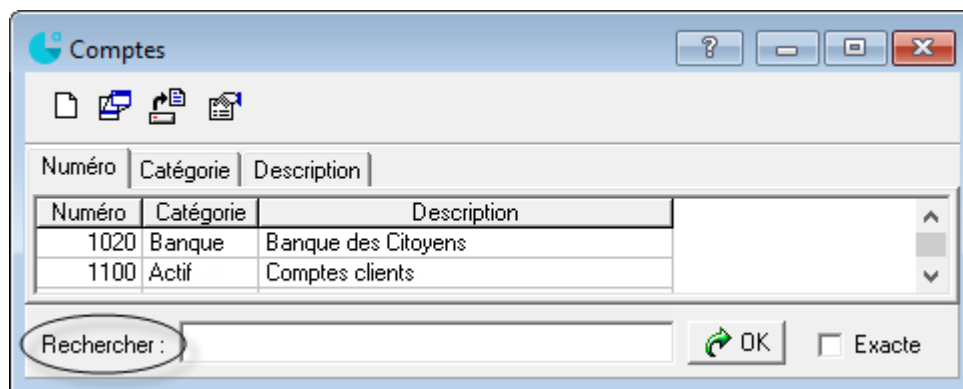 Comptes
Numéro Catégorie Description
Numéro Catégorie Description
1020 Banque Banque des Citoyens
1100 Actif Comptes clients
Rechercher : OK Exacte